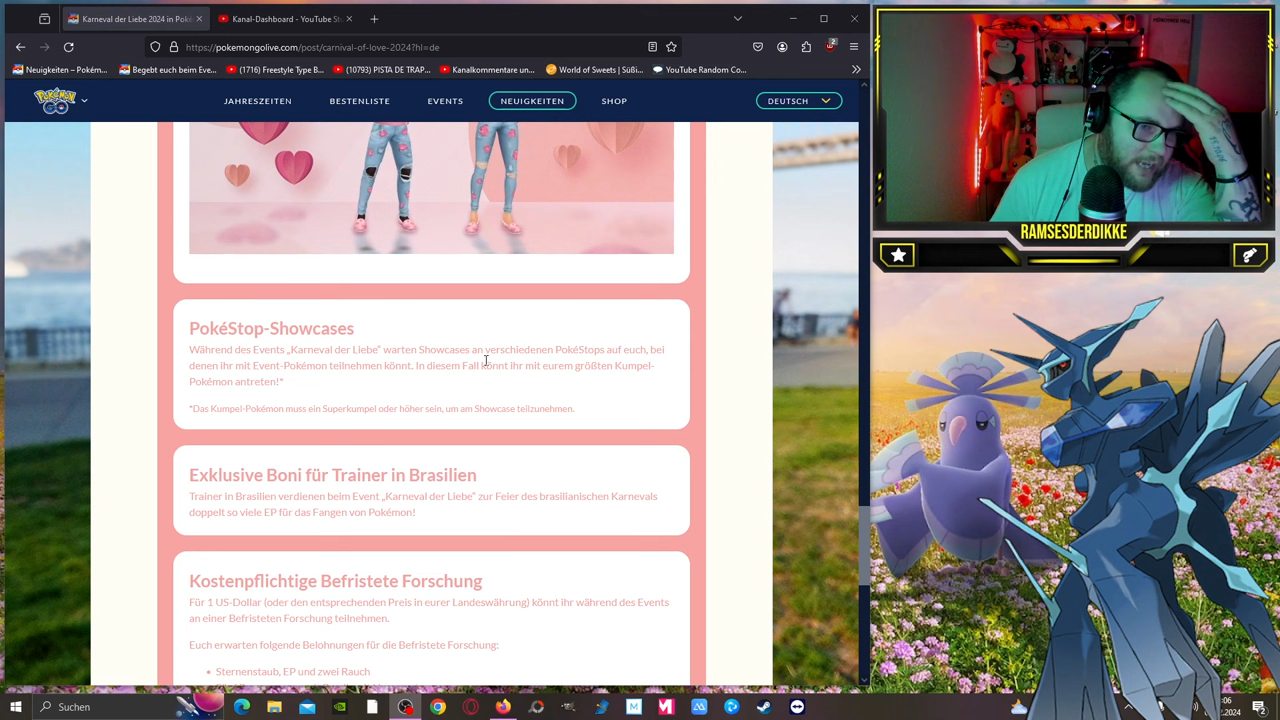 Karneval der Liebe 2024 in Poké
Kanal-Dashboard - YouTube St
https://pokemongolive.com/post/carnival-of-love-2024?hl=de
2
Neuigkeiten – Pokém...
Begebt euch beim Eve...
(1716) Freestyle Type B...
(10793) PISTA DE TRAP...
Kanalkommentare un...
World of Sweets | Süßi...
YouTube Random Co...
POKÉMON GO
JAHRESZEITEN
BESTENLISTE
EVENTS
NEUIGKEITEN
SHOP
DEUTSCH
RAMSESDERDIKKE
PokéStop-Showcases
Während des Events „Karneval der Liebe“ warten Showcases an verschiedenen PokéStops auf euch, bei
denen ihr mit Event-Pokémon teilnehmen könnt. In diesem Fall könnt ihr mit eurem größten Kumpel-
Pokémon antreten!*
*Das Kumpel-Pokémon muss ein Superkumpel oder höher sein, um am Showcase teilzunehmen.
Exklusive Boni für Trainer in Brasilien
Trainer in Brasilien verdienen beim Event „Karneval der Liebe“ zur Feier des brasilianischen Karnevals
doppelt so viele EP für das Fangen von Pokémon!
Kostenpflichtige Befristete Forschung
Für 1 US-Dollar (oder den entsprechenden Preis in eurer Landeswährung) könnt ihr während des Events
an einer Befristeten Forschung teilnehmen.
Euch erwarten folgende Belohnungen für die Befristete Forschung:
• Sternenstaub, EP und zwei Rauch
Suchen